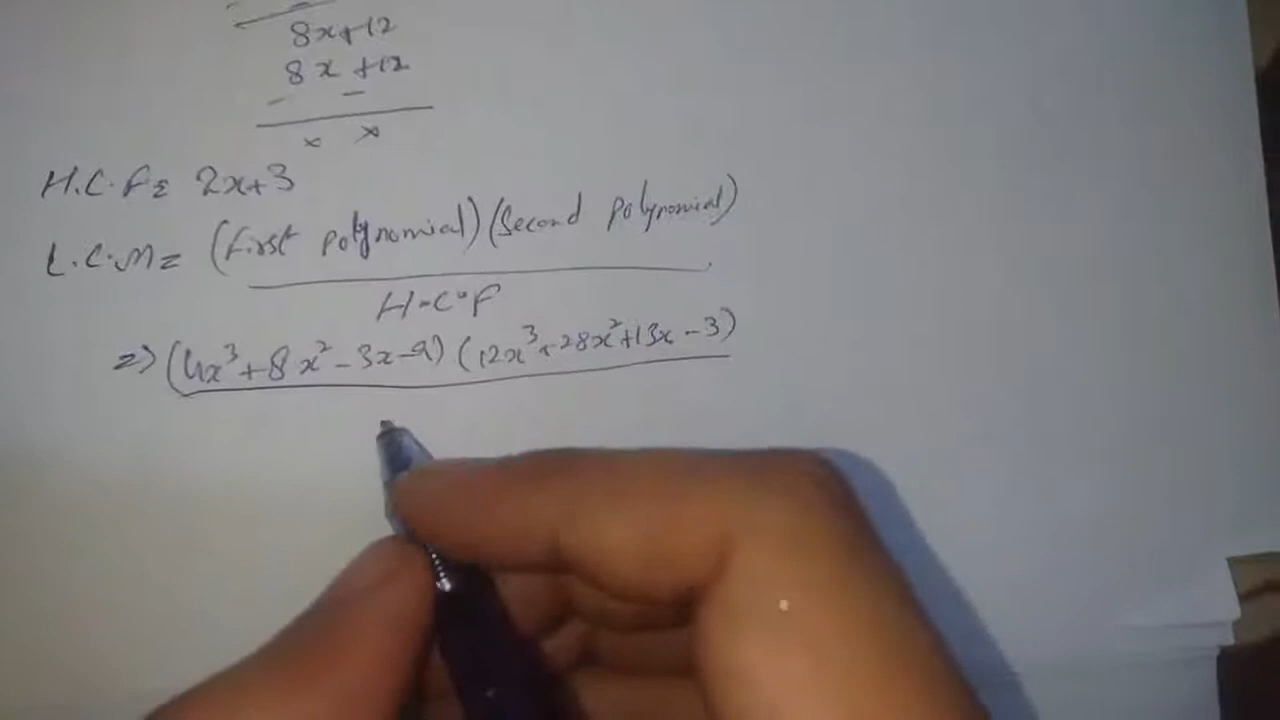 8x+12
8x +12
- -
x x
H.C.F = 2x+3
L.C.M = (First polynomial) (Second polynomial)
H.C.F
=> (4x³+8x²-3x-9) (12x³+28x²+13x-3)